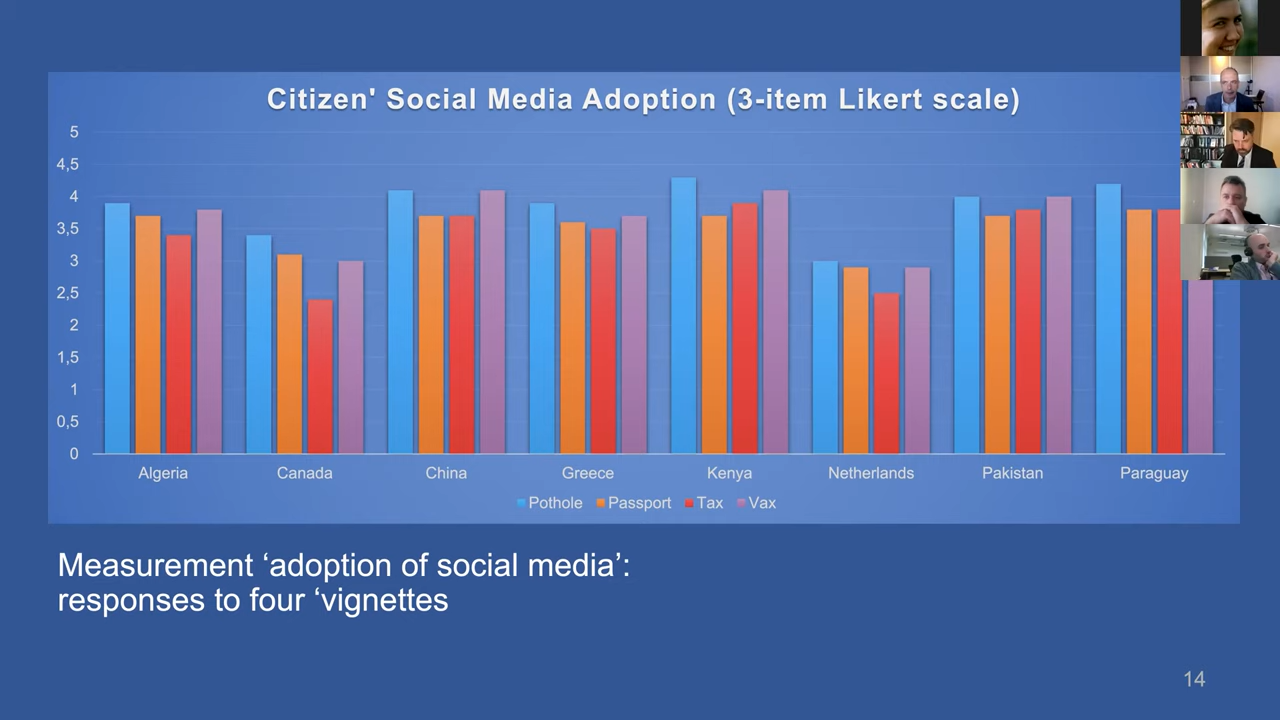 Citizen' Social Media Adoption (3-item Likert scale)
5
4,5
4
3,5
3
2,5
2
1,5
1
0,5
0
Algeria Canada China Greece Kenya Netherlands Pakistan Paraguay
Pothole Passport Tax Vax
Measurement ‘adoption of social media’:
responses to four ‘vignettes
14